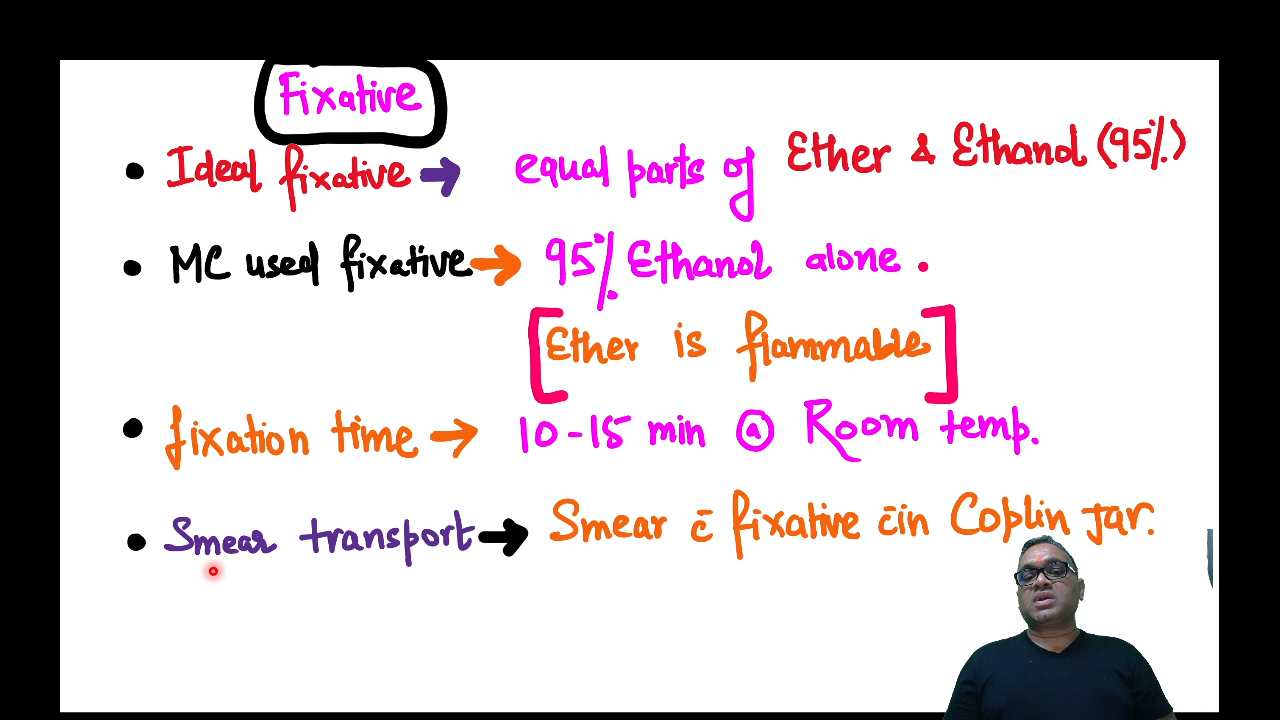 Fixative
• Ideal fixative → equal parts of Ether & Ethanol (95%)
• MC used fixative → 95% Ethanol alone.
[Ether is flammable]
• fixation time → 10-15 min @ Room temp.
• Smear transport → Smear c̄ fixative c̄in Coplin Jar.